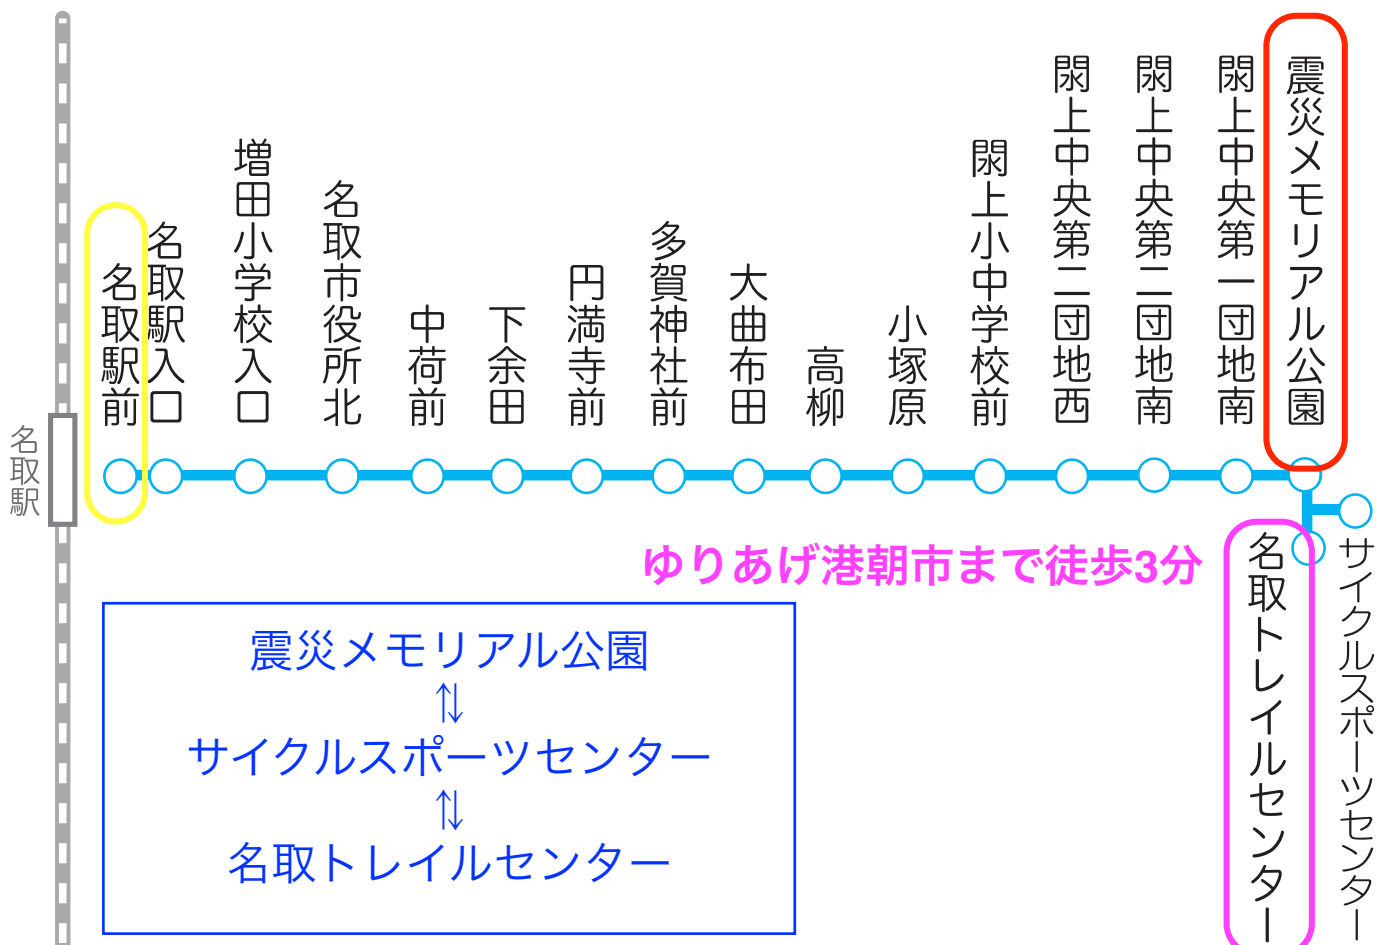 名取駅
名取駅前
名取駅入口
増田小学校入口
名取市役所北
中荷前
下余田
円満寺前
多賀神社前
大曲布田
高柳
小塚原
閖上小中学校前
閖上中央第二団地西
閖上中央第二団地南
閖上中央第一団地南
震災メモリアル公園
名取トレイルセンター
サイクルスポーツセンター
ゆりあげ港朝市まで徒歩3分
震災メモリアル公園
⇅
サイクルスポーツセンター
⇅
名取トレイルセンター